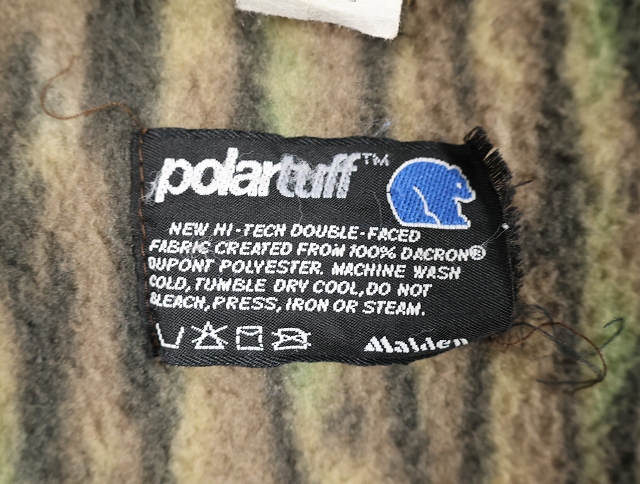 polartuff™
NEW HI-TECH DOUBLE-FACED
FABRIC CREATED FROM 100% DACRON®
DUPONT POLYESTER. MACHINE WASH
COLD, TUMBLE DRY COOL, DO NOT
BLEACH, PRESS, IRON OR STEAM.
Malden